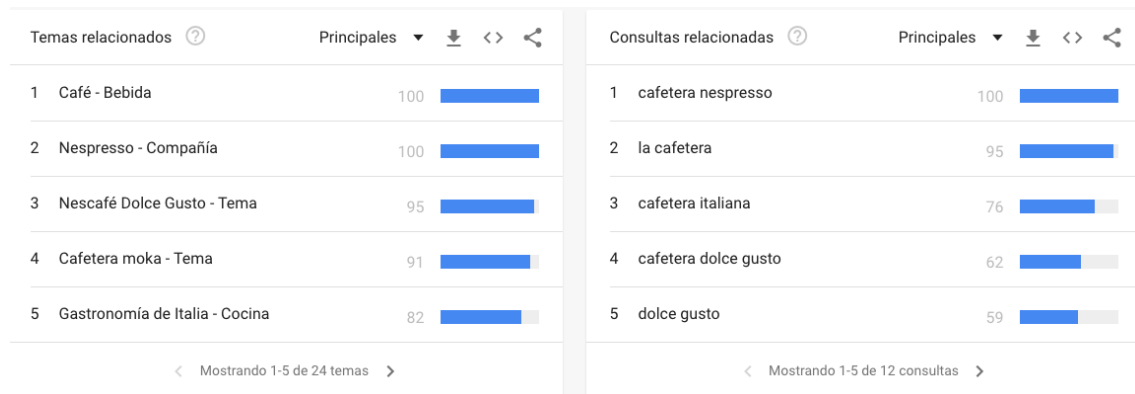 Temas relacionados ? Principales
1 Café - Bebida 100
2 Nespresso - Compañía 100
3 Nescafé Dolce Gusto - Tema 95
4 Cafetera moka - Tema 91
5 Gastronomía de Italia - Cocina 82
Mostrando 1-5 de 24 temas
Consultas relacionadas ? Principales
1 cafetera nespresso 100
2 la cafetera 95
3 cafetera italiana 76
4 cafetera dolce gusto 62
5 dolce gusto 59
Mostrando 1-5 de 12 consultas